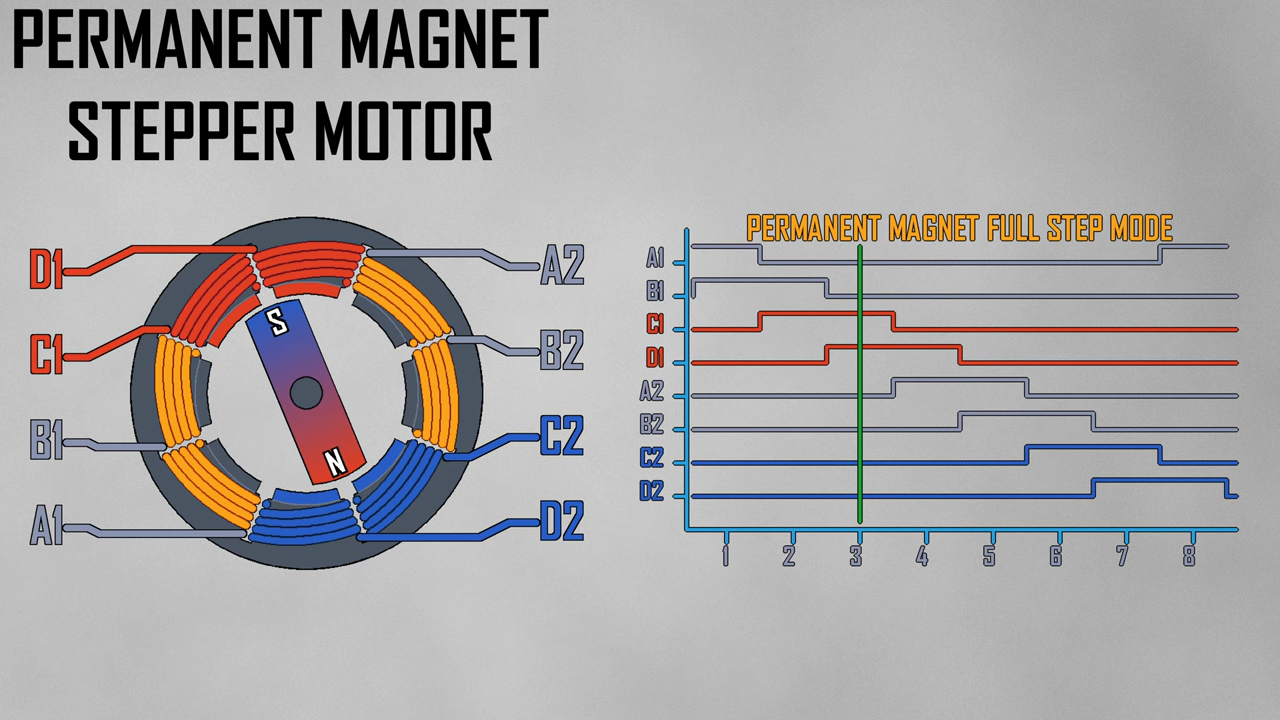 PERMANENT MAGNET
STEPPER MOTOR
D1
C1
B1
A1
A2
B2
C2
D2
S
N
PERMANENT MAGNET FULL STEP MODE
A1
B1
C1
D1
A2
B2
C2
D2
1 2 3 4 5 6 7 8